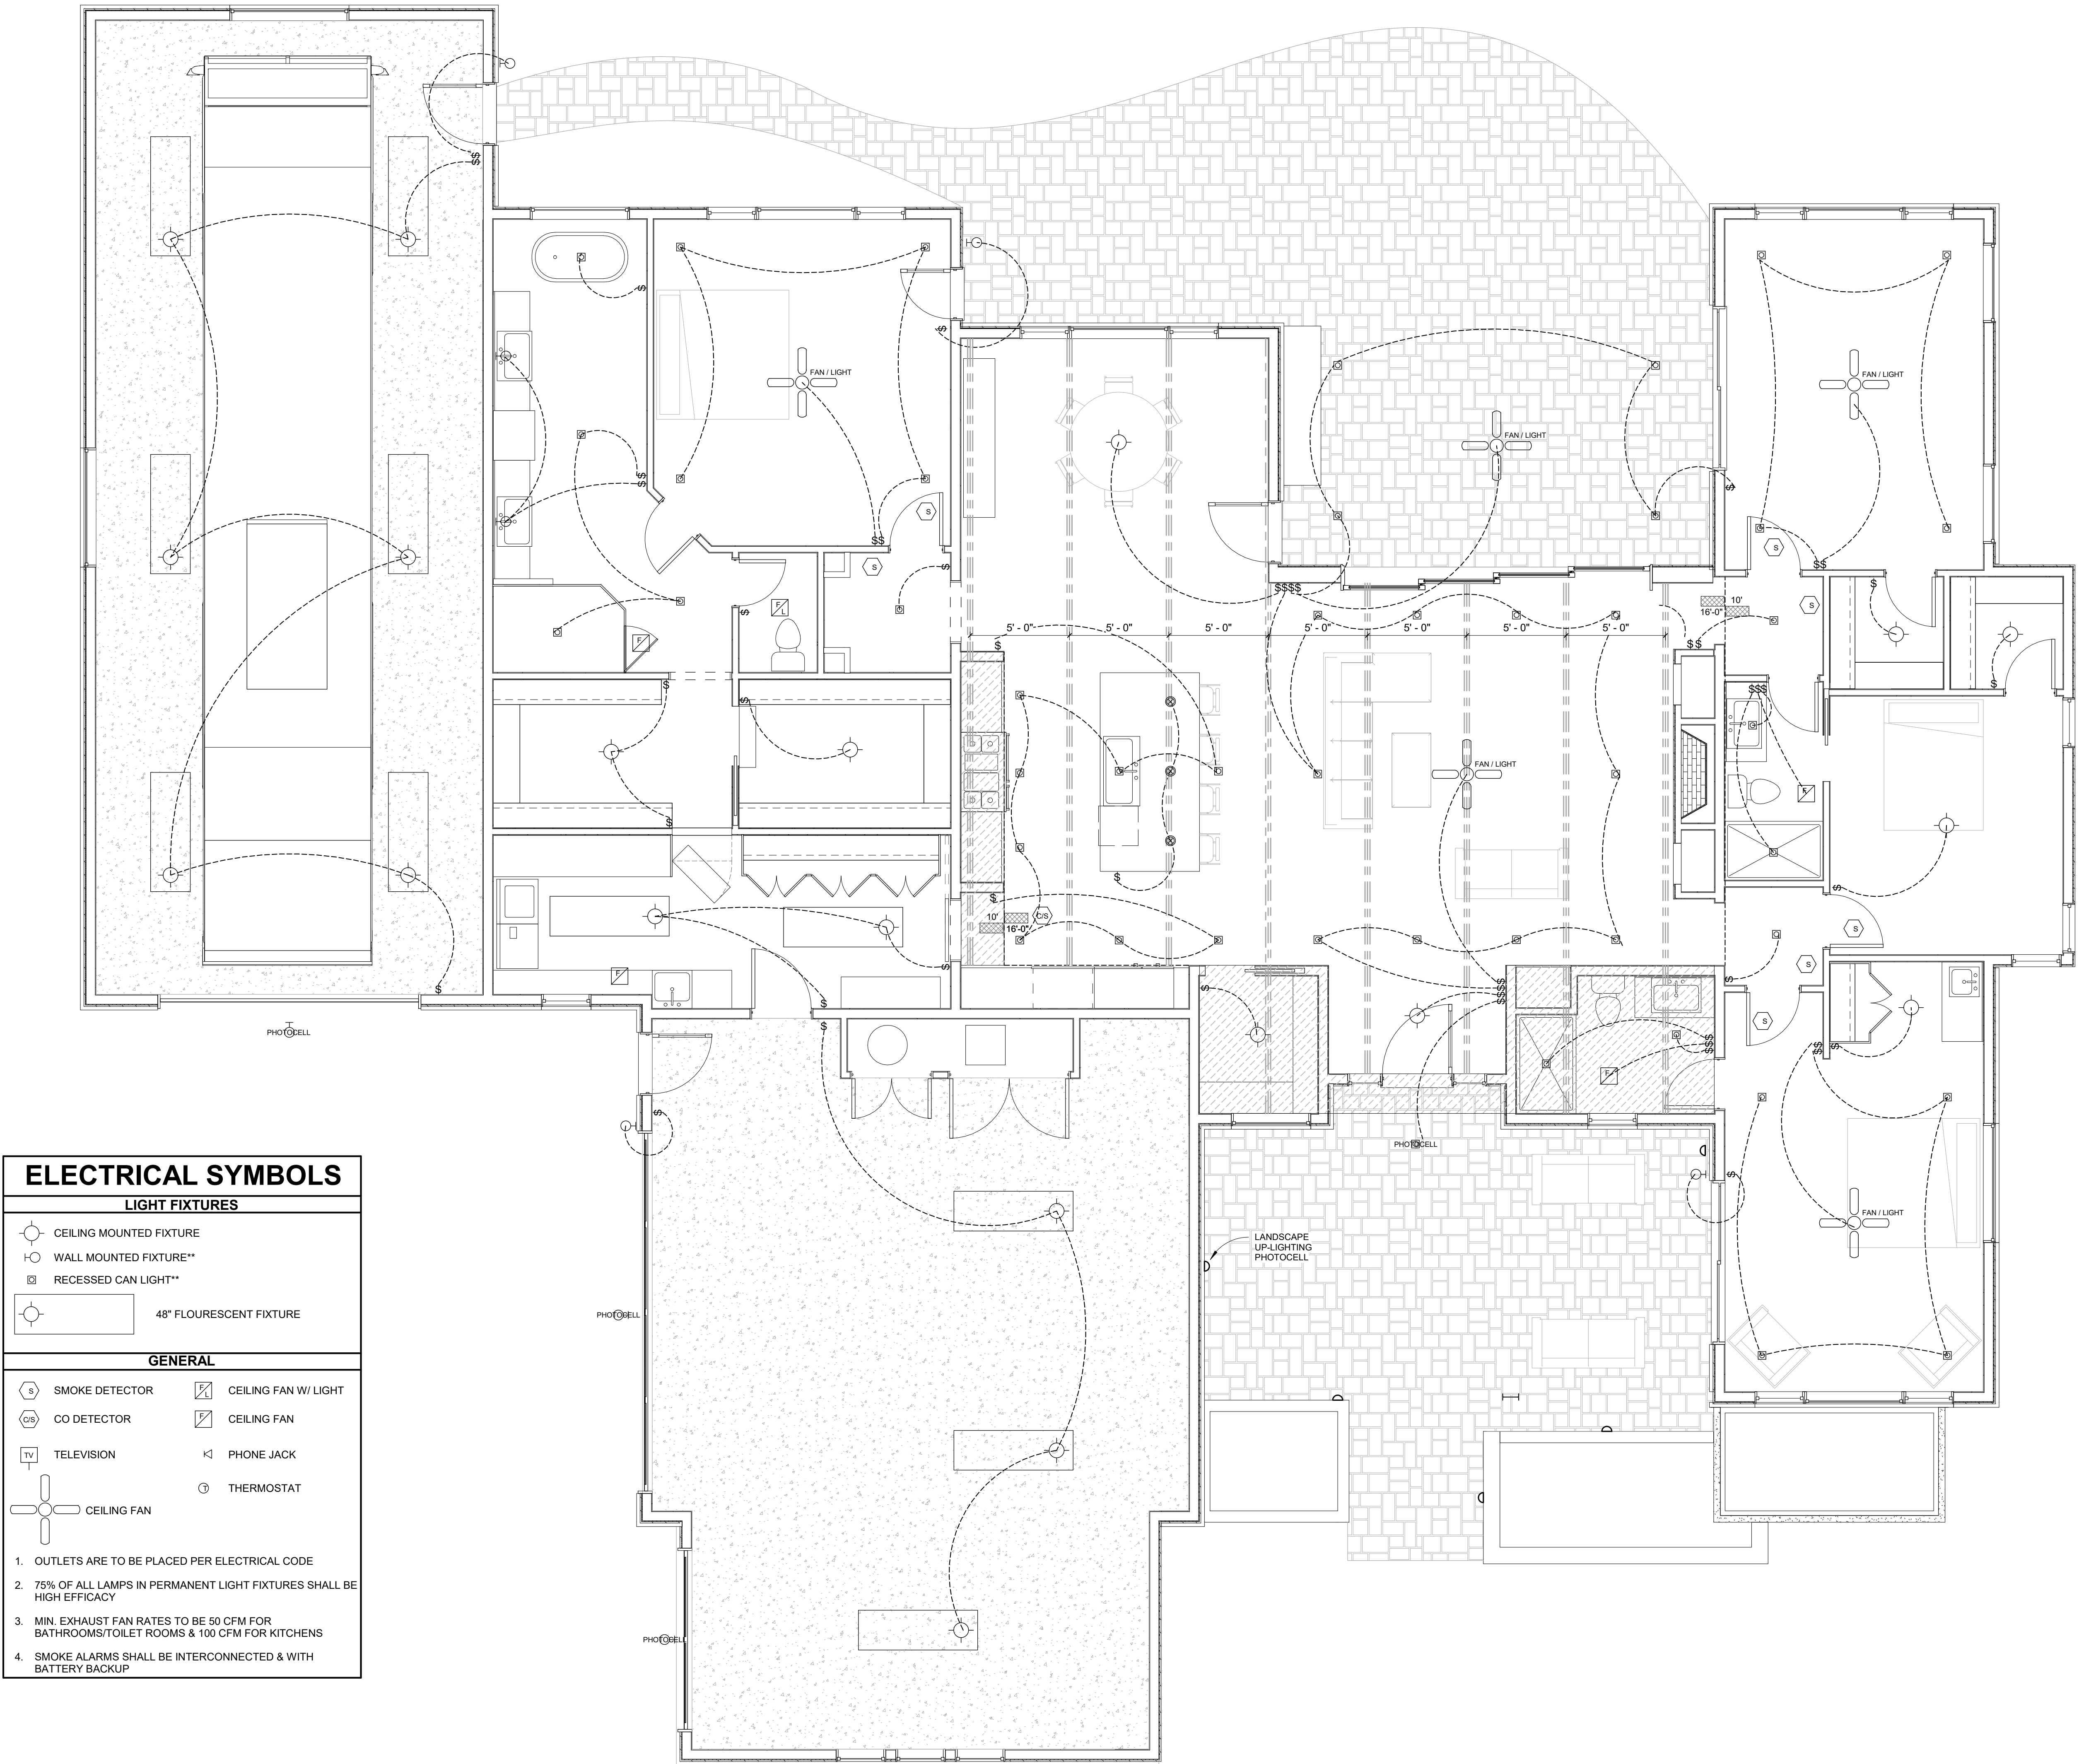 FAN / LIGHT
FAN / LIGHT
FAN / LIGHT
S
$
$
$
$
$
$
$
$$
S
S
$
$
$$$$
$
F/L
F
10'
16'-0"
S
$$
$$
$
$
5' - 0"
5' - 0"
5' - 0"
5' - 0"
5' - 0"
5' - 0"
5' - 0"
$
$
$
$$$
FAN / LIGHT
F
$
$
$
$
10'
16'-0"
C/S
S
S
F
$
$
$
$
$
$
PHOTOCELL
S
F
$
PHOTOCELL
$
FAN / LIGHT
LANDSCAPE
UP-LIGHTING
PHOTOCELL
PHOTOCELL
PHOTOCELL
ELECTRICAL SYMBOLS
LIGHT FIXTURES
CEILING MOUNTED FIXTURE
WALL MOUNTED FIXTURE**
RECESSED CAN LIGHT**
48" FLOURESCENT FIXTURE
GENERAL
S SMOKE DETECTOR
F/L CEILING FAN W/ LIGHT
C/S CO DETECTOR
F CEILING FAN
TV TELEVISION
PHONE JACK
T THERMOSTAT
CEILING FAN
1. OUTLETS ARE TO BE PLACED PER ELECTRICAL CODE
2. 75% OF ALL LAMPS IN PERMANENT LIGHT FIXTURES SHALL BE
HIGH EFFICACY
3. MIN. EXHAUST FAN RATES TO BE 50 CFM FOR
BATHROOMS/TOILET ROOMS & 100 CFM FOR KITCHENS
4. SMOKE ALARMS SHALL BE INTERCONNECTED & WITH
BATTERY BACKUP